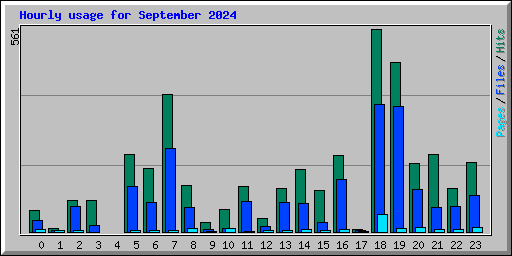 Hourly usage for September 2024
561
Pages / Files / Hits
0 1 2 3 4 5 6 7 8 9 10 11 12 13 14 15 16 17 18 19 20 21 22 23